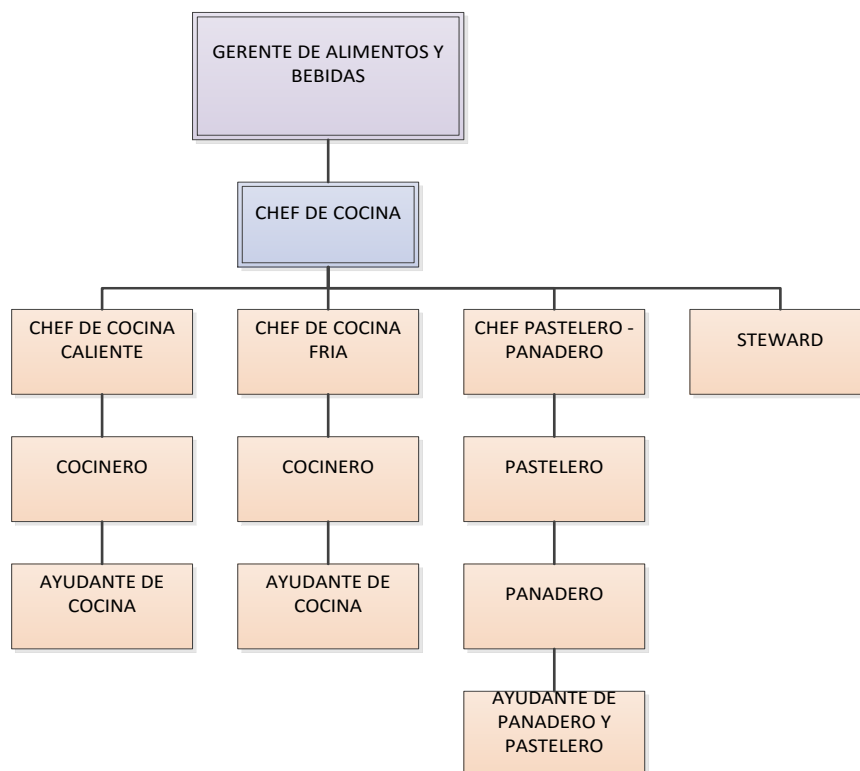 GERENTE DE ALIMENTOS Y
BEBIDAS
CHEF DE COCINA
CHEF DE COCINA
CALIENTE
CHEF DE COCINA
FRIA
CHEF PASTELERO -
PANADERO
STEWARD
COCINERO
COCINERO
PASTELERO
AYUDANTE DE
COCINA
AYUDANTE DE
COCINA
PANADERO
AYUDANTE DE
PANADERO Y
PASTELERO